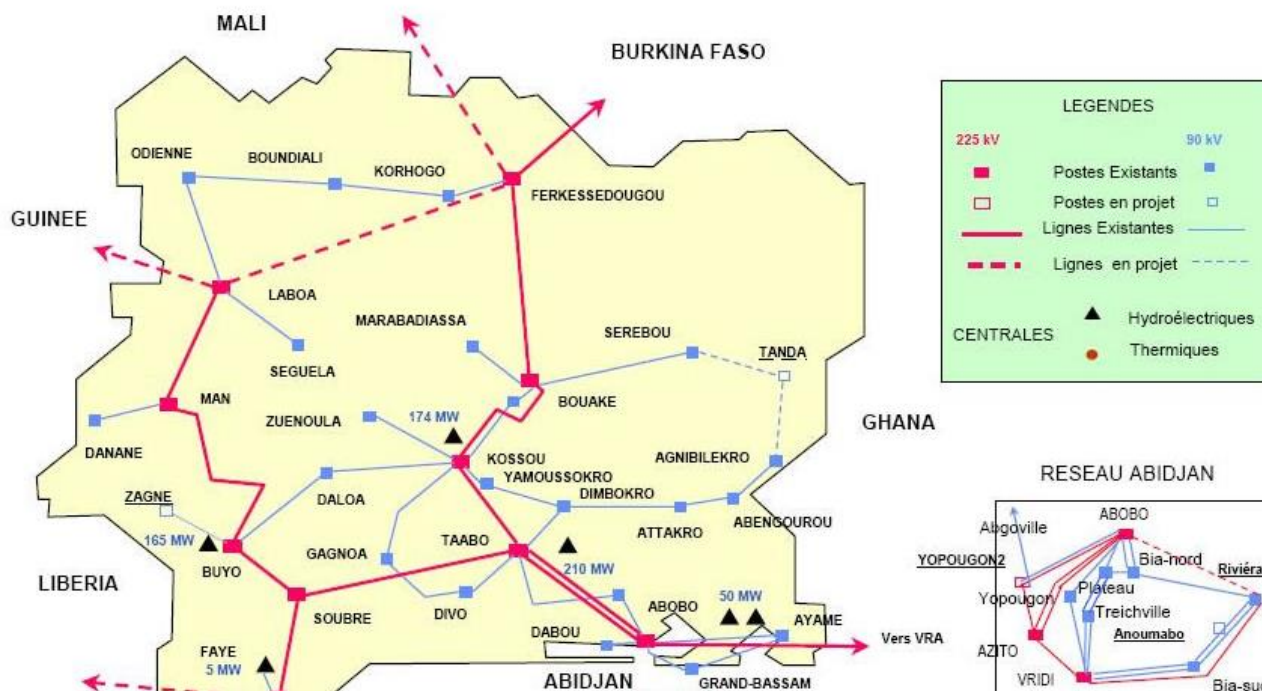 MALI
BURKINA FASO
ODIENNE
BOUNDIALI
KORHOGO
FERKESSEDOUGOU
GUINEE
LABOA
MARABADIASSA
SEREBOU
TANDA
SEGUELA
MAN
ZUENOULA
174 MW
BOUAKE
GHANA
DANANE
KOSSOU
AGNIBILEKRO
YAMOUSSOKRO
ZAGNE
DALOA
DIMBOKRO
ABENGOUROU
ATTAKRO
165 MW
GAGNOA
TAABO
BUYO
210 MW
LIBERIA
SOUBRE
DIVO
ABOBO
50 MW
AYAME
DABOU
Vers VRA
FAYE
5 MW
ABIDJAN
GRAND-BASSAM
LEGENDES
225 kV
90 kV
Postes Existants
Postes en projet
Lignes Existantes
Lignes en projet
CENTRALES
Hydroélectriques
Thermiques
RESEAU ABIDJAN
ABOBO
Abgoville
YOPOUGON2
Bia-nord
Riviéra
Yopougon
Plateau
Treichville
Anoumabo
AZITO
VRIDI
Bia-sud